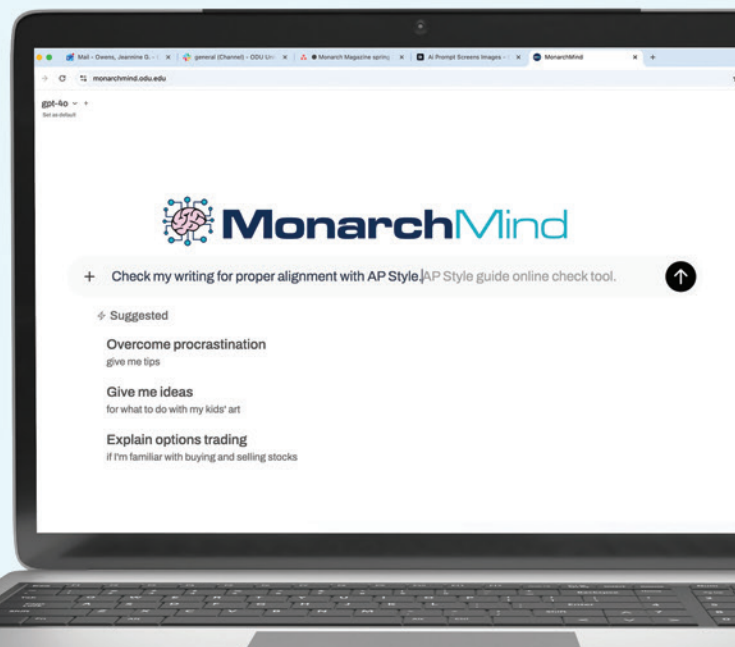 Mail - Owens, Jeannine G. -
general (Channel) - ODU Uni
Monarch Magazine spring
Ai Prompt Screens Images -
MonarchMind
monarchmind.odu.edu
gpt-4o
Set as default
MonarchMind
Check my writing for proper alignment with AP Style. AP Style guide online check tool.
Suggested
Overcome procrastination
give me tips
Give me ideas
for what to do with my kids' art
Explain options trading
if I'm familiar with buying and selling stocks